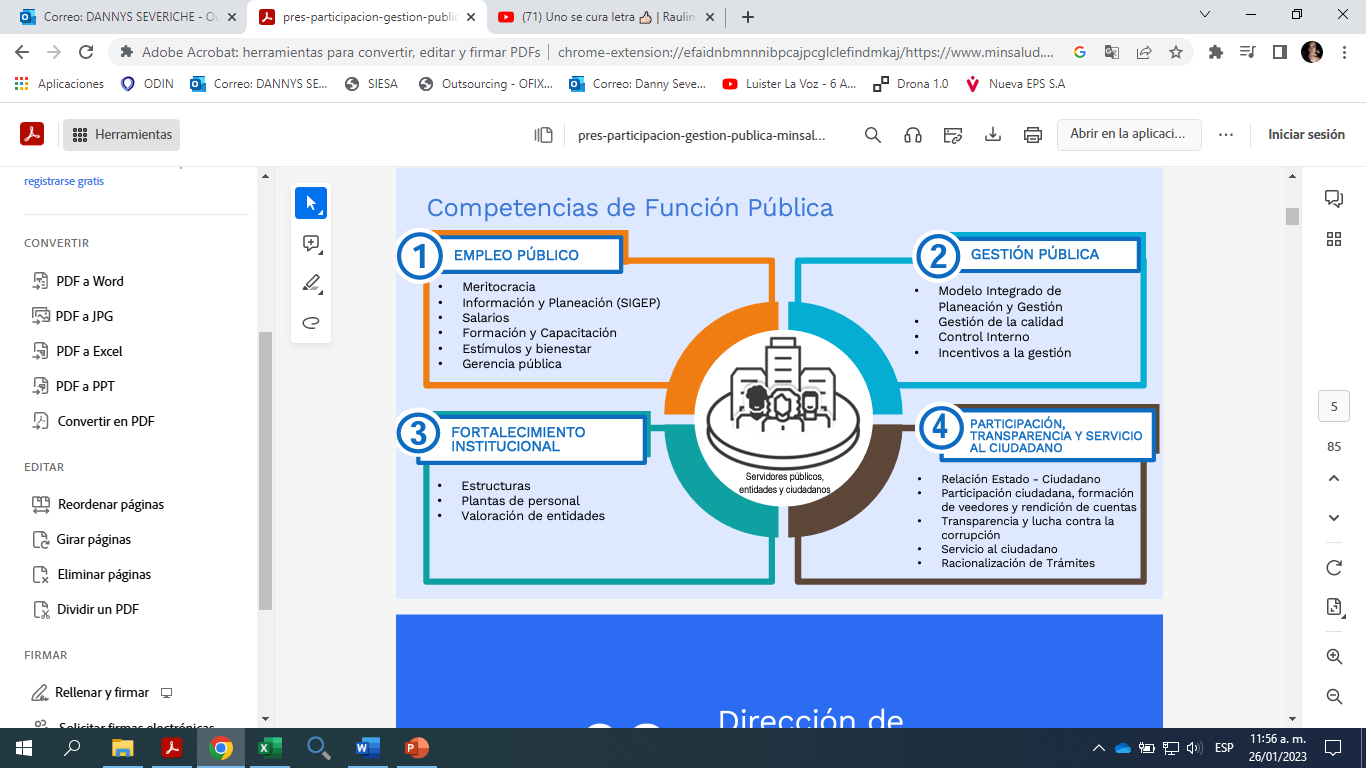 Correo: DANNYS SEVERICHE - Ou
pres-participacion-gestion-public
(71) Uno se cura letra 👍🏻 | Raulin
Adobe Acrobat: herramientas para convertir, editar y firmar PDFs
chrome-extension://efaidnbmnnnibpcajpcglclefindmkaj/https://www.minsalud....
Aplicaciones
ODIN
Correo: DANNYS SE...
SIESA
Outsourcing - OFIX...
Correo: Danny Seve...
Luister La Voz - 6 A...
Drona 1.0
Nueva EPS S.A
Herramientas
pres-participacion-gestion-publica-minsal...
Abrir en la aplicaci...
Iniciar sesión
registrarse gratis
CONVERTIR
PDF a Word
PDF a JPG
PDF a Excel
PDF a PPT
Convertir en PDF
EDITAR
Reordenar páginas
Girar páginas
Eliminar páginas
Dividir un PDF
FIRMAR
Rellenar y firmar
Solicitar firmas electrónicas
Competencias de Función Pública
1 EMPLEO PÚBLICO
• Meritocracia
• Información y Planeación (SIGEP)
• Salarios
• Formación y Capacitación
• Estímulos y bienestar
• Gerencia pública
2 GESTIÓN PÚBLICA
• Modelo Integrado de
Planeación y Gestión
• Gestión de la calidad
• Control Interno
• Incentivos a la gestión
3 FORTALECIMIENTO
INSTITUCIONAL
• Estructuras
• Plantas de personal
• Valoración de entidades
4 PARTICIPACIÓN,
TRANSPARENCIA Y SERVICIO
AL CIUDADANO
• Relación Estado - Ciudadano
• Participación ciudadana, formación
de veedores y rendición de cuentas
• Transparencia y lucha contra la
corrupción
• Servicio al ciudadano
• Racionalización de Trámites
Servidores públicos,
entidades y ciudadanos
Dirección de
5
85
ESP
11:56 a. m.
26/01/2023